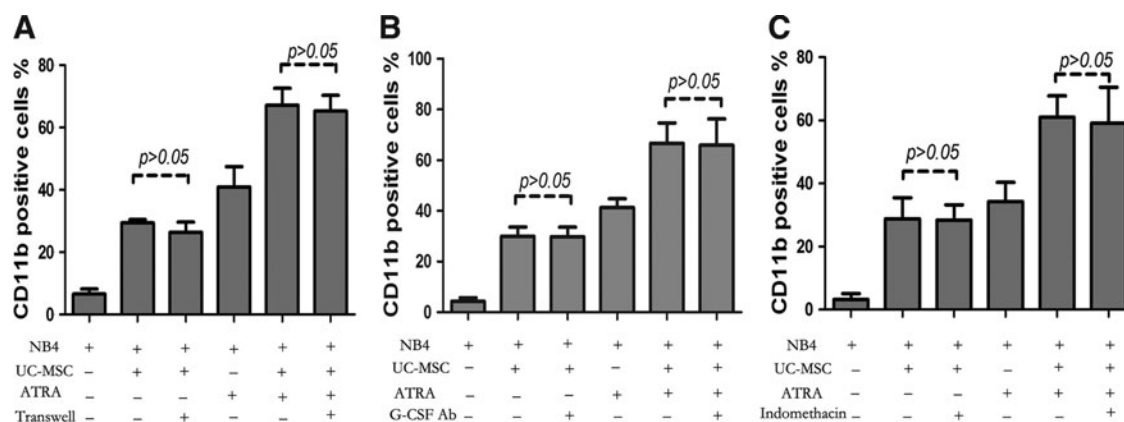 A
B
C
CD11b positive cells %
80
60
40
20
0
p>0.05
p>0.05
NB4 + + + + + +
UC-MSC – + + – + +
ATRA – – – + + +
Transwell – – + – – +
CD11b positive cells %
100
80
60
40
20
0
p>0.05
p>0.05
NB4 + + + + + +
UC-MSC – + + – + +
ATRA – – – + + +
G-CSF Ab – – + – – +
CD11b positive cells %
80
60
40
20
0
p>0.05
p>0.05
NB4 + + + + + +
UC-MSC – + + – + +
ATRA – – – + + +
Indomethacin – – + – – +